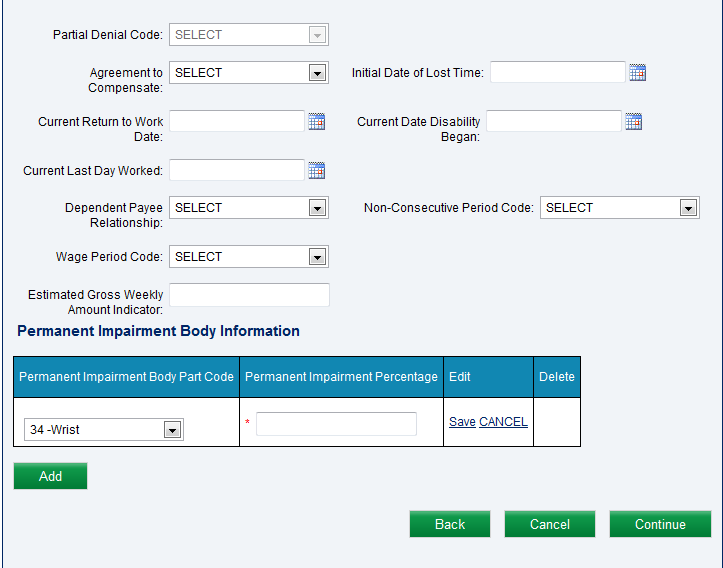 Partial Denial Code: SELECT
Agreement to Compensate: SELECT Initial Date of Lost Time:
Current Return to Work Date: Current Date Disability Began:
Current Last Day Worked:
Dependent Payee Relationship: SELECT Non-Consecutive Period Code: SELECT
Wage Period Code: SELECT
Estimated Gross Weekly Amount Indicator:
Permanent Impairment Body Information
Permanent Impairment Body Part Code Permanent Impairment Percentage Edit Delete
34 -Wrist * Save CANCEL
Add
Back Cancel Continue